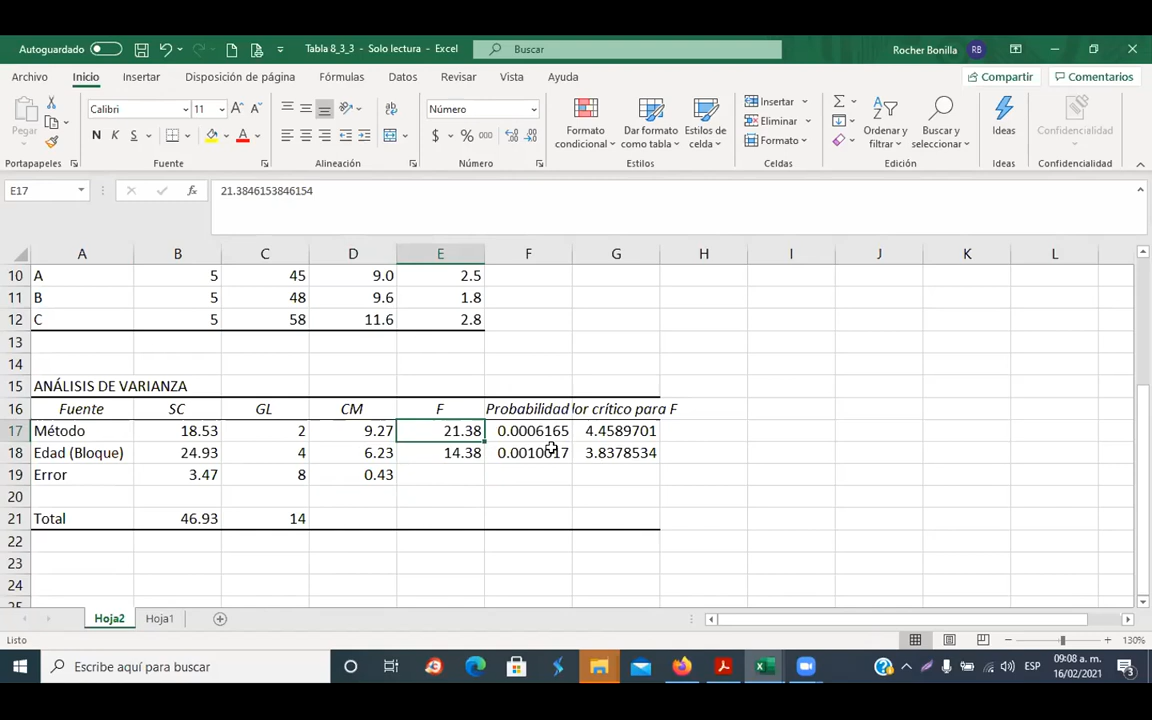 Autoguardado
Tabla 8_3_3 - Solo lectura - Excel
Buscar
Rocher Bonilla RB
Archivo Inicio Insertar Disposición de página Fórmulas Datos Revisar Vista Ayuda Compartir Comentarios
Pegar
Calibri 11
N K S
Número
$ % 000
Formato condicional
Dar formato como tabla
Estilos de celda
Insertar
Eliminar
Formato
Ordenar y filtrar
Buscar y seleccionar
Ideas
Confidencialidad
Portapapeles Fuente Alineación Número Estilos Celdas Edición Ideas Confidencialidad
E17 fx 21.3846153846154
A B C D E F G H I J K L
10 A 5 45 9.0 2.5
11 B 5 48 9.6 1.8
12 C 5 58 11.6 2.8
13
14
15 ANÁLISIS DE VARIANZA
16 Fuente SC GL CM F Probabilidad lor crítico para F
17 Método 18.53 2 9.27 21.38 0.0006165 4.4589701
18 Edad (Bloque) 24.93 4 6.23 14.38 3.8378534
19 Error 3.47 8 0.43
20
21 Total 46.93 14
22
23
24
25
Hoja2 Hoja1
Listo 130%
Escribe aquí para buscar
ESP
09:08 a. m.
16/02/2021
3